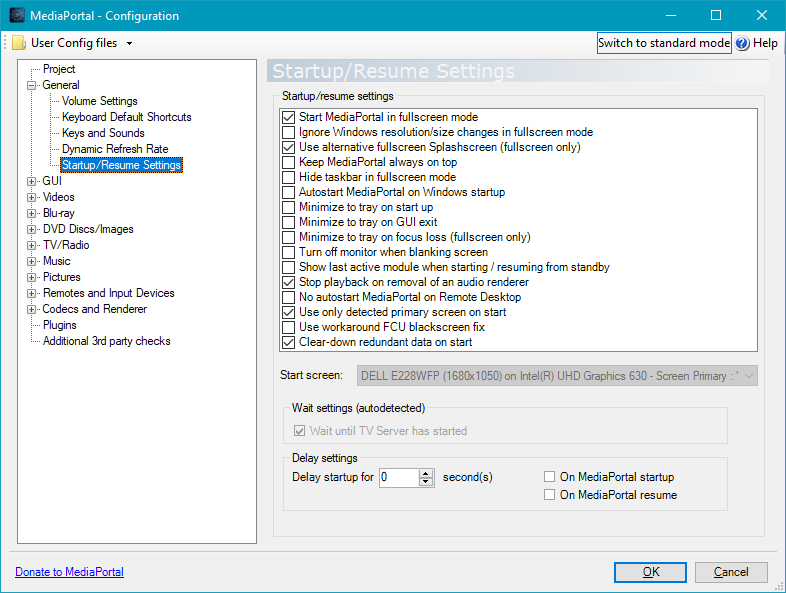 MediaPortal - Configuration
User Config files
Switch to standard mode
Help
Project
General
Volume Settings
Keyboard Default Shortcuts
Keys and Sounds
Dynamic Refresh Rate
Startup/Resume Settings
GUI
Videos
Blu-ray
DVD Discs/Images
TV/Radio
Music
Pictures
Remotes and Input Devices
Codecs and Renderer
Plugins
Additional 3rd party checks
Startup/Resume Settings
Startup/resume settings
Start MediaPortal in fullscreen mode
Ignore Windows resolution/size changes in fullscreen mode
Use alternative fullscreen Splashscreen (fullscreen only)
Keep MediaPortal always on top
Hide taskbar in fullscreen mode
Autostart MediaPortal on Windows startup
Minimize to tray on start up
Minimize to tray on GUI exit
Minimize to tray on focus loss (fullscreen only)
Turn off monitor when blanking screen
Show last active module when starting / resuming from standby
Stop playback on removal of an audio renderer
No autostart MediaPortal on Remote Desktop
Use only detected primary screen on start
Use workaround FCU blackscreen fix
Clear-down redundant data on start
Start screen: DELL E228WFP (1680x1050) on Intel(R) UHD Graphics 630 - Screen Primary : '
Wait settings (autodetected)
Wait until TV Server has started
Delay settings
Delay startup for 0 second(s)
On MediaPortal startup
On MediaPortal resume
Donate to MediaPortal
OK
Cancel